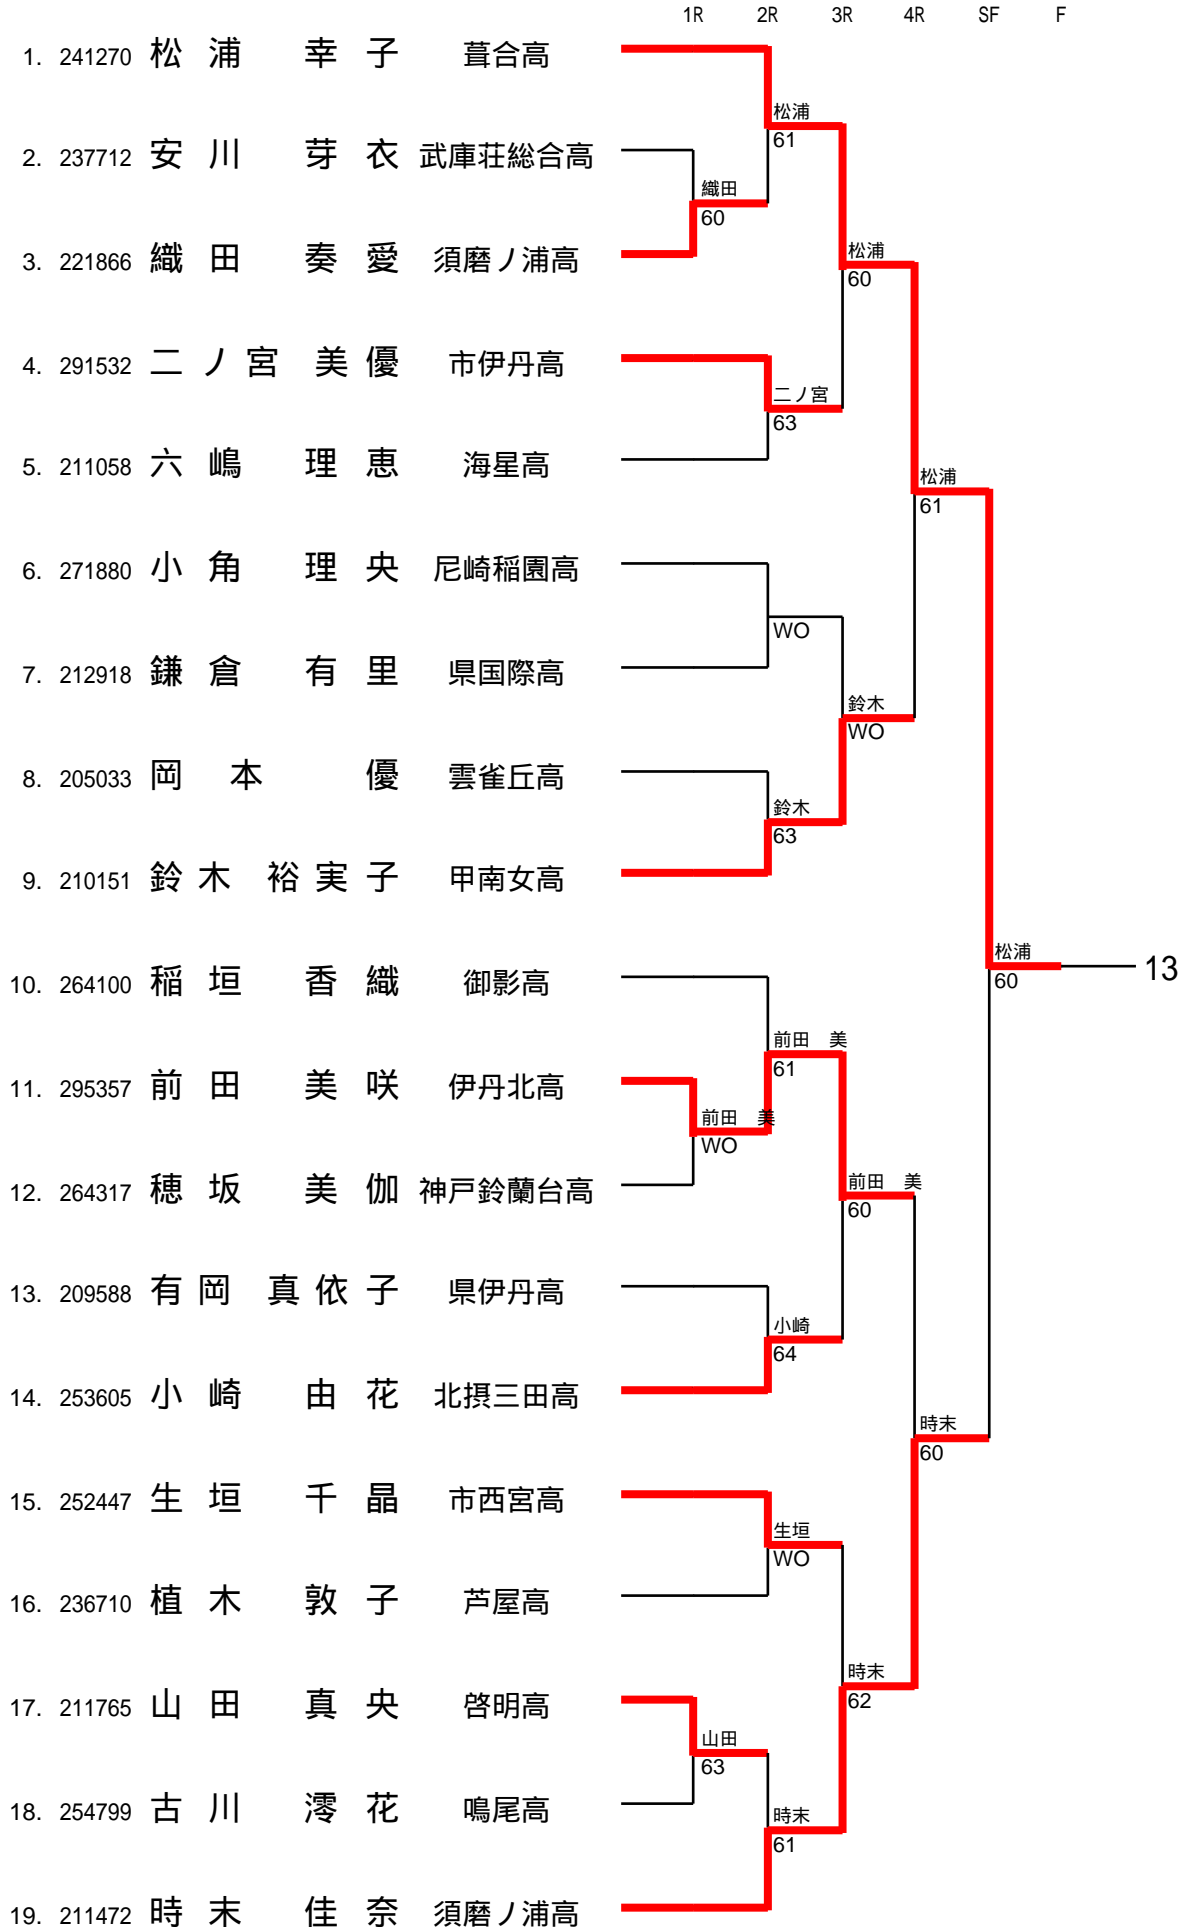 1R 2R 3R 4R SF F
1. 241270 松浦 幸子 葺合高
松浦
61
2. 237712 安川 芽衣 武庫荘総合高
織田
60
3. 221866 織田 奏愛 須磨ノ浦高
松浦
60
4. 291532 二ノ宮 美優 市伊丹高
二ノ宮
63
5. 211058 六嶋 理恵 海星高
松浦
61
6. 271880 小角 理央 尼崎稲園高
WO
7. 212918 鎌倉 有里 県国際高
鈴木
WO
8. 205033 岡本 優 雲雀丘高
鈴木
63
9. 210151 鈴木 裕実子 甲南女高
松浦
60
13
10. 264100 稲垣 香織 御影高
前田 美
61
11. 295357 前田 美咲 伊丹北高
前田 美
WO
12. 264317 穂坂 美伽 神戸鈴蘭台高
前田 美
60
13. 209588 有岡 真依子 県伊丹高
小崎
64
14. 253605 小崎 由花 北摂三田高
時末
60
15. 252447 生垣 千晶 市西宮高
生垣
WO
16. 236710 植木 敦子 芦屋高
時末
62
17. 211765 山田 真央 啓明高
山田
63
18. 254799 古川 澪花 鳴尾高
時末
61
19. 211472 時末 佳奈 須磨ノ浦高